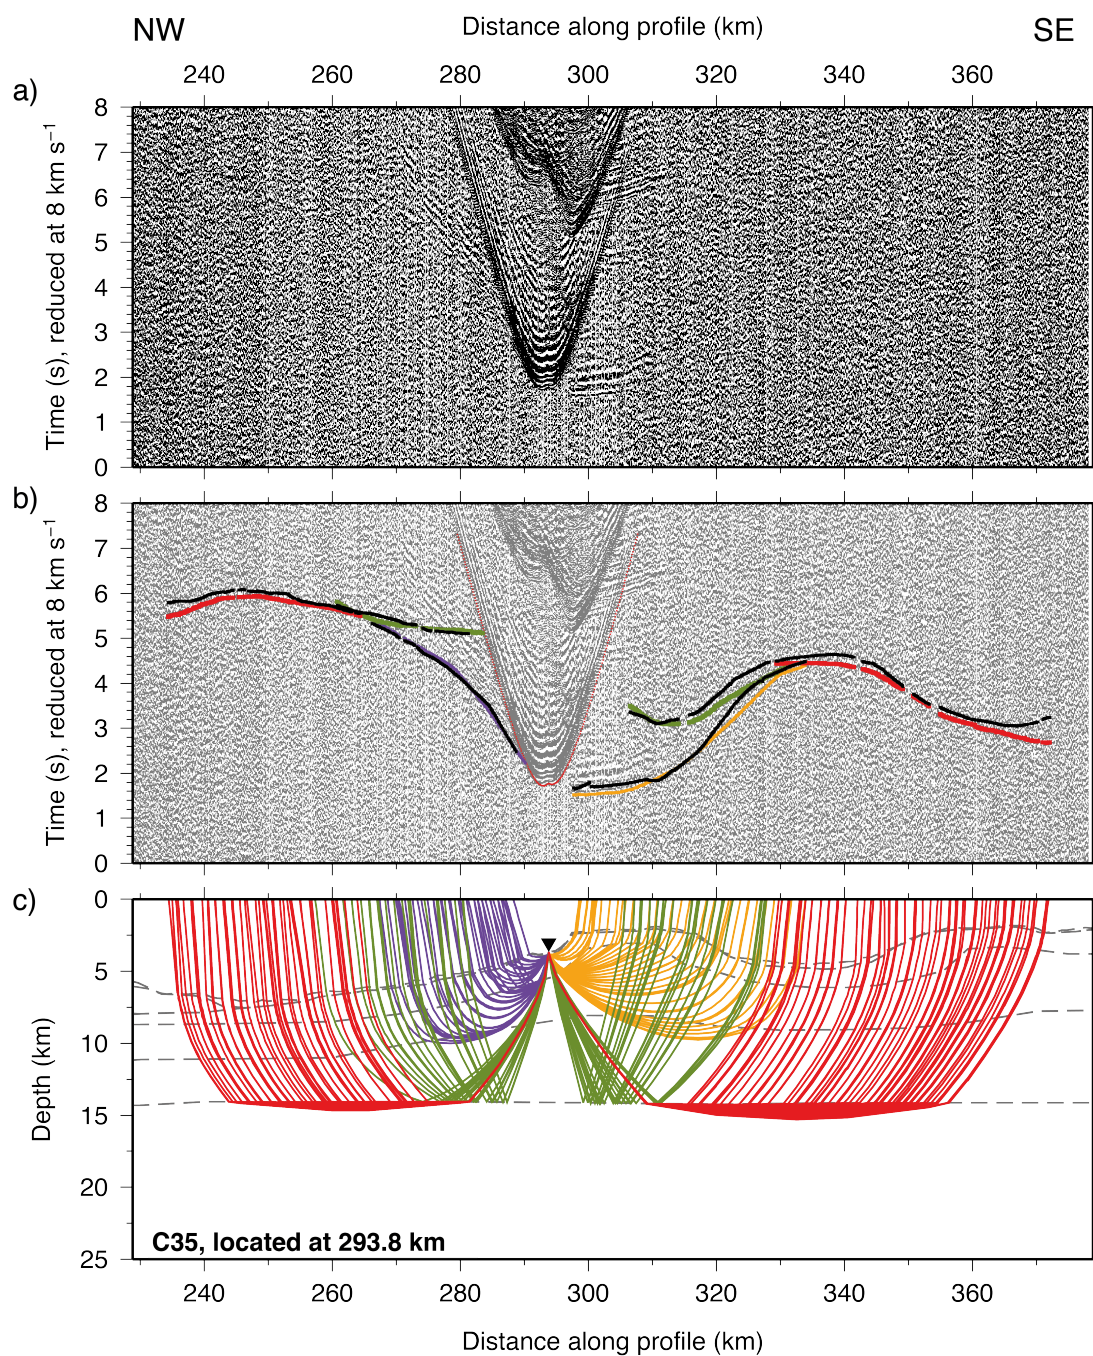 NW Distance along profile (km) SE
240 260 280 300 320 340 360
a)
Time (s), reduced at 8 km s⁻¹
8
7
6
5
4
3
2
1
0
b)
Time (s), reduced at 8 km s⁻¹
8
7
6
5
4
3
2
1
0
c)
Depth (km)
0
5
10
15
20
25
C35, located at 293.8 km
240 260 280 300 320 340 360
Distance along profile (km)